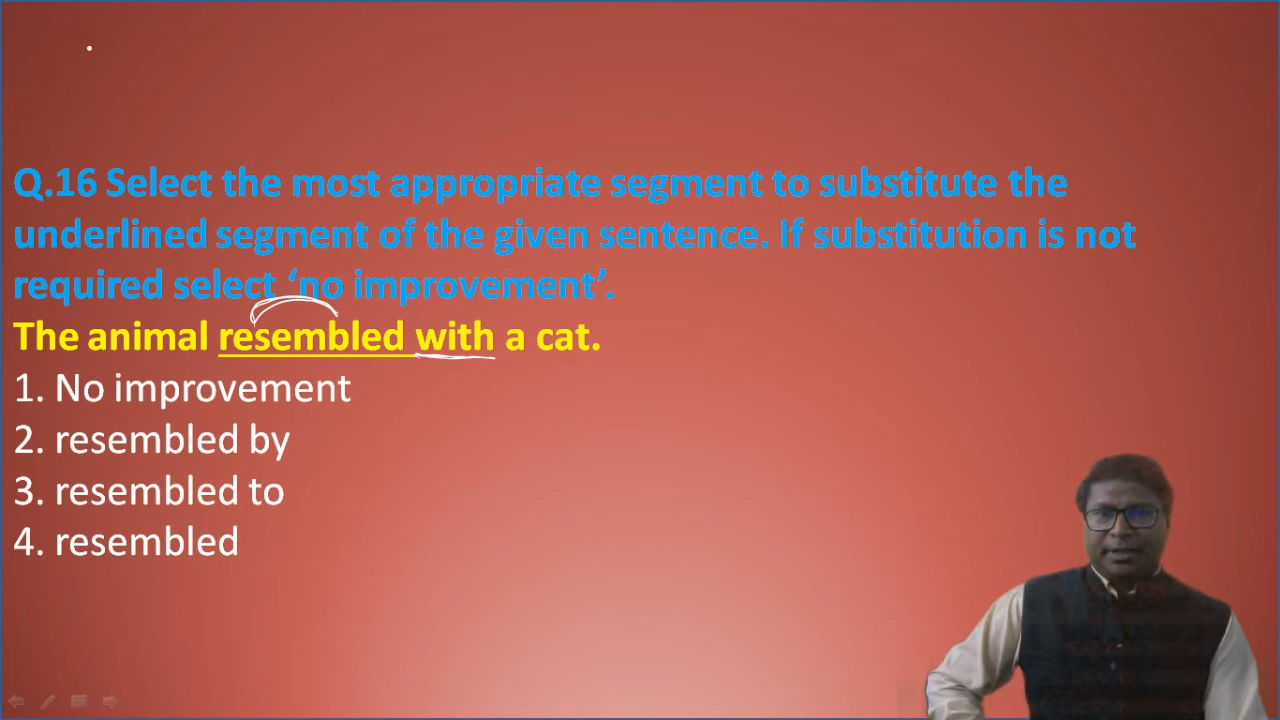 Q.16 Select the most appropriate segment to substitute the
underlined segment of the given sentence. If substitution is not
required select ‘no improvement’.
The animal resembled with a cat.
1. No improvement
2. resembled by
3. resembled to
4. resembled